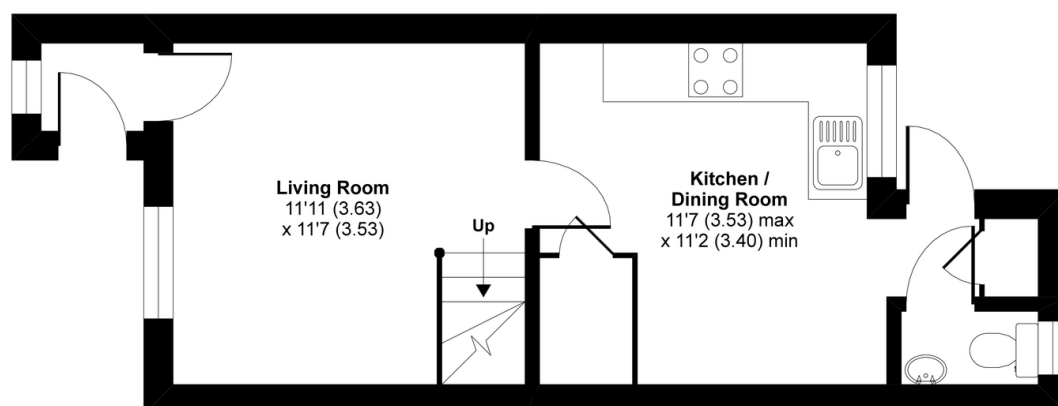 Living Room
11'11 (3.63)
x 11'7 (3.53)
Up
Kitchen /
Dining Room
11'7 (3.53) max
x 11'2 (3.40) min